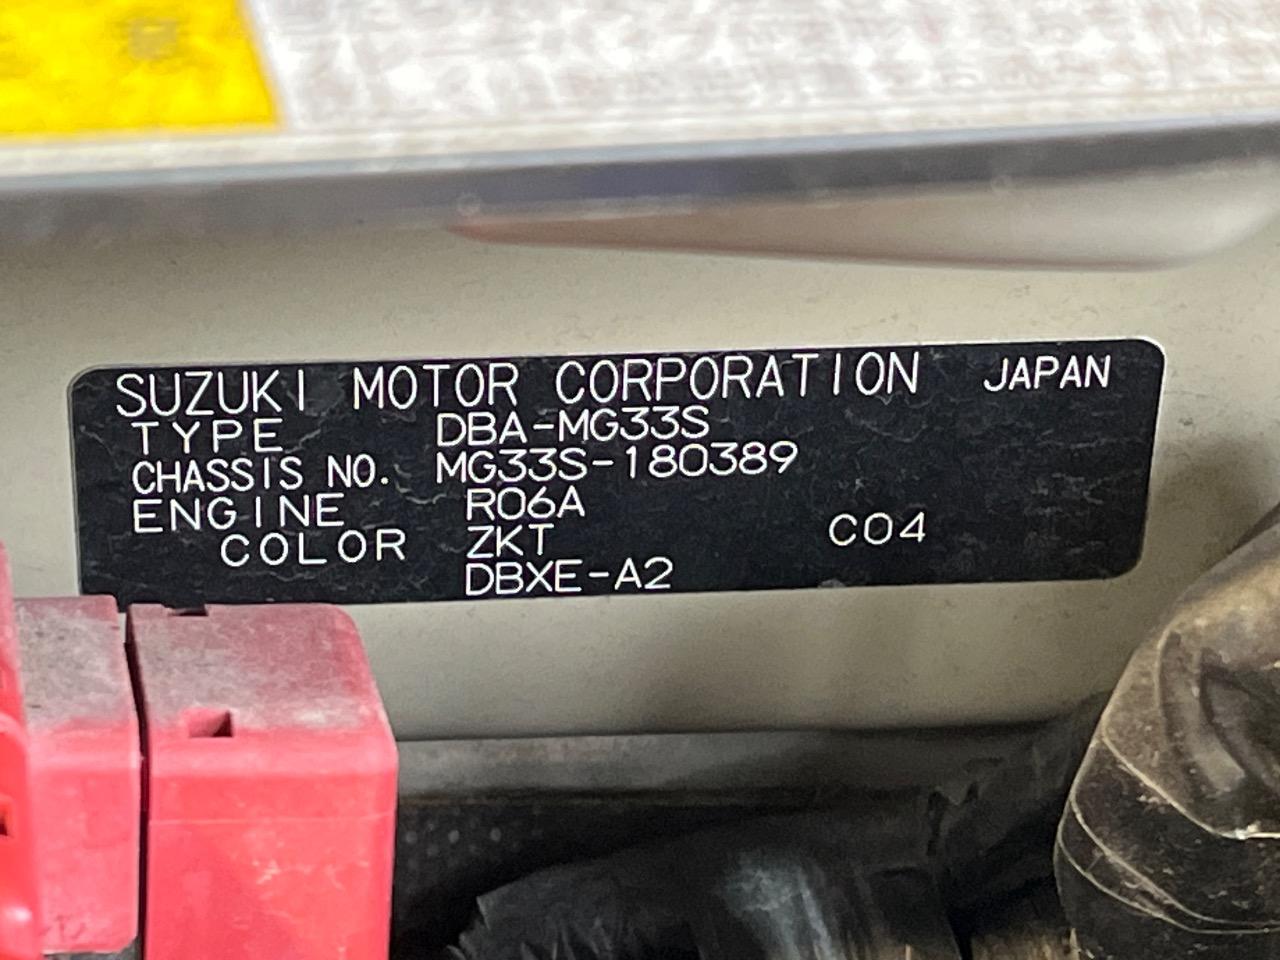 SUZUKI MOTOR CORPORATION JAPAN
TYPE DBA-MG33S
CHASSIS NO. MG33S-180389
ENGINE R06A
COLOR ZKT C04
DBXE-A2